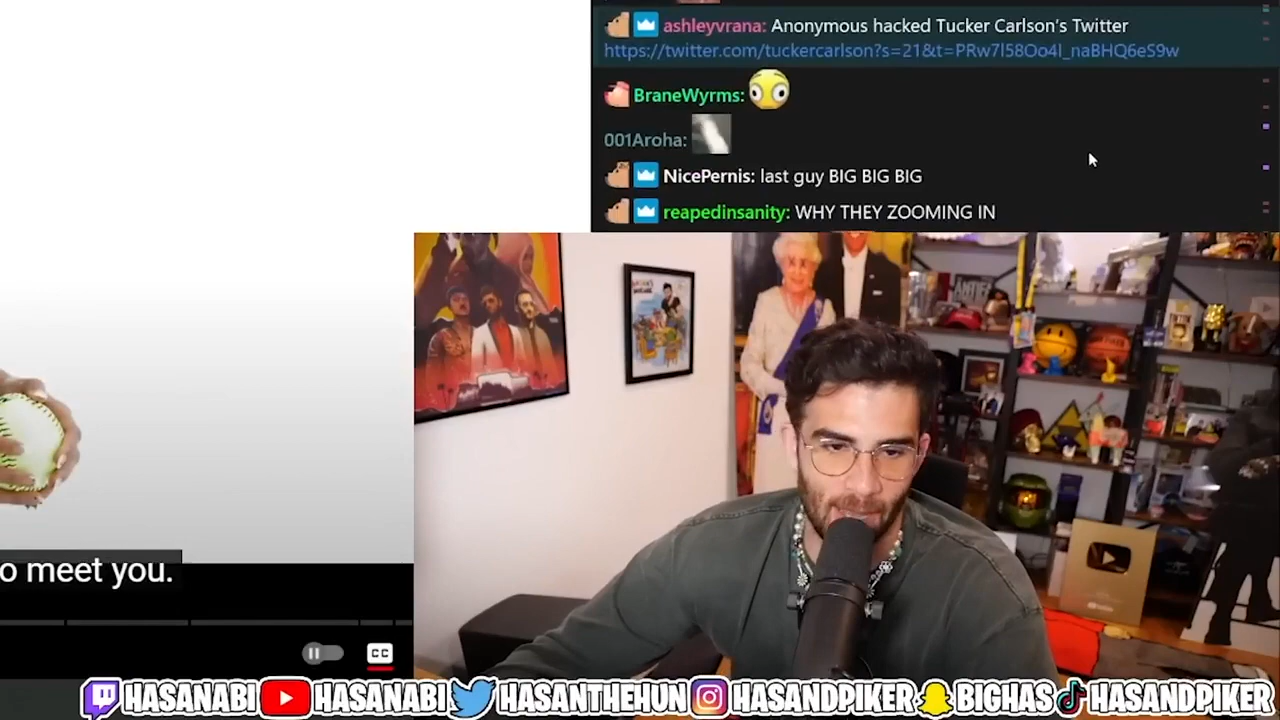 ashleyvrana: Anonymous hacked Tucker Carlson's Twitter
https://twitter.com/tuckercarlson?s=21&t=PRw7l58Oo4I_naBHQ6eS9w
BraneWyrms:
001Aroha:
NicePernis: last guy BIG BIG BIG
reapedinsanity: WHY THEY ZOOMING IN
o meet you.
CC
HASANABI HASANABI HASANTHEHUN HASANDPIKER BIGHAS HASANDPIKER